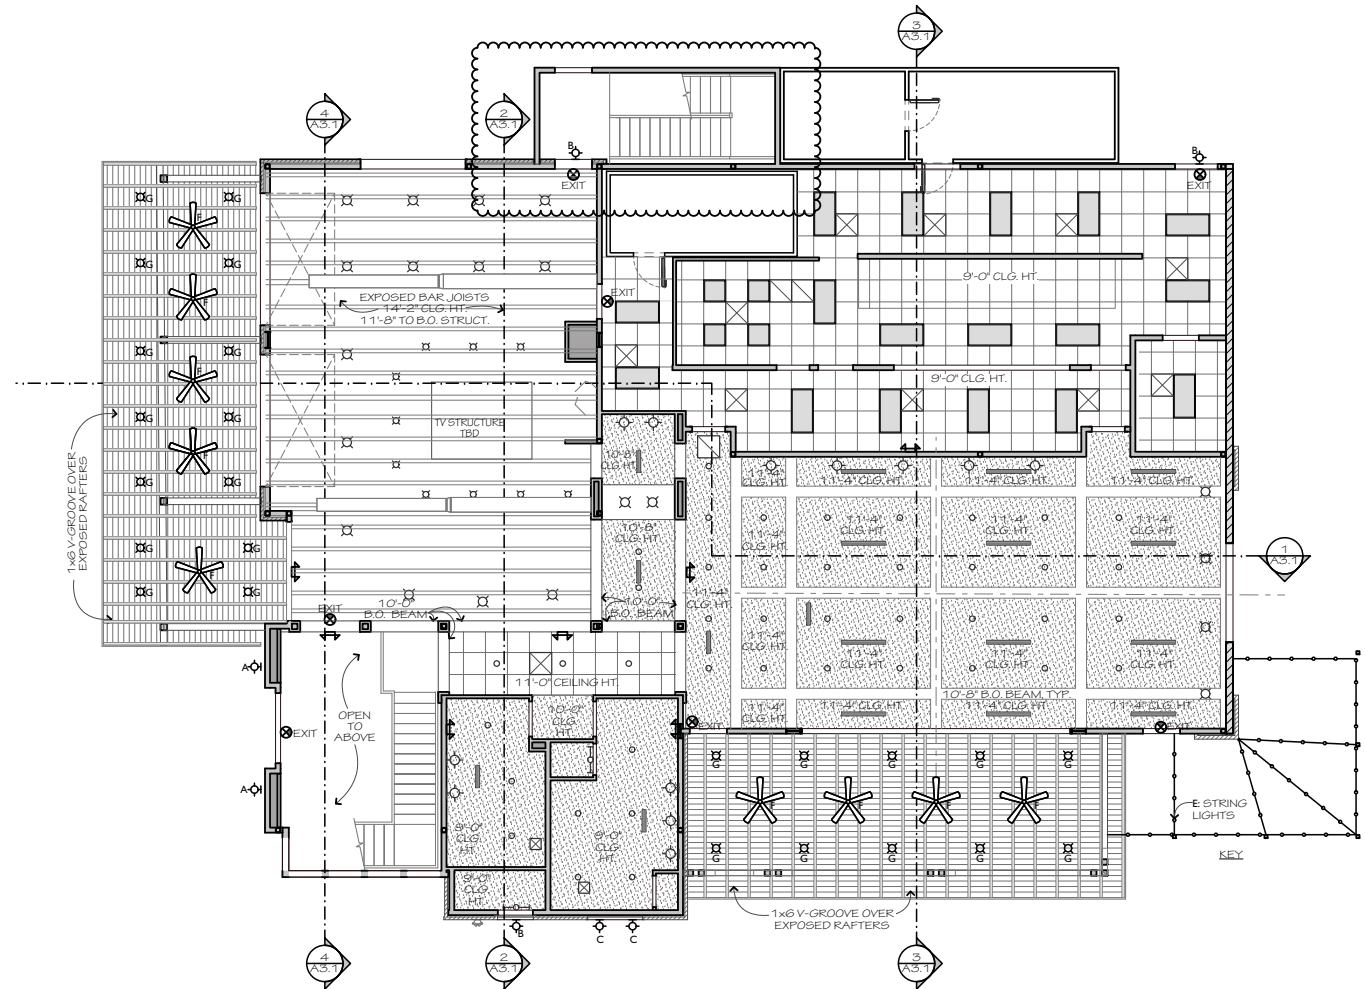 3
A3.1
4
A3.1
2
A3.1
B
EXIT
B
EXIT
G
G
F
G
G
F
G
G
F
G
G
F
G
G
G
G
F
G
G
EXPOSED BAR JOISTS
14'-2" CLG. HT.
11'-8" TO B.O. STRUCT.
EXIT
9'-0" CLG. HT.
9'-0" CLG. HT.
TV STRUCTURE
TBD
1x6 V-GROOVE OVER
EXPOSED RAFTERS
10'-8"
CLG. HT.
10'-8"
CLG. HT.
11'-4"
CLG. HT.
11'-4" CLG. HT.
11'-4" CLG. HT.
11'-4" CLG. HT.
11'-4"
CLG. HT.
11'-4"
CLG. HT.
11'-4"
CLG. HT.
11'-4"
CLG. HT.
1
A3.1
10'-0"
B.O. BEAM
10'-0"
B.O. BEAM
11'-4"
CLG. HT.
EXIT
11'-4"
CLG. HT.
11'-4"
CLG. HT.
11'-4"
CLG. HT.
11'-4"
CLG. HT.
A
11'-0" CEILING HT.
10'-8" B.O. BEAM, TYP.
11'-4"
CLG. HT.
11'-4" CLG. HT.
11'-4" CLG. HT.
11'-4" CLG. HT.
OPEN
TO
ABOVE
10'-0"
CLG.
HT.
EXIT
EXIT
EXIT
A
G
G
G
G
G
F
F
F
F
E: STRING
LIGHTS
KEY
9'-0"
CLG.
HT.
9'-0"
CLG.
HT.
G
G
G
G
G
9'-0"
CLG.
HT.
B
C
C
1x6 V-GROOVE OVER
EXPOSED RAFTERS
4
A3.1
2
A3.1
3
A3.1